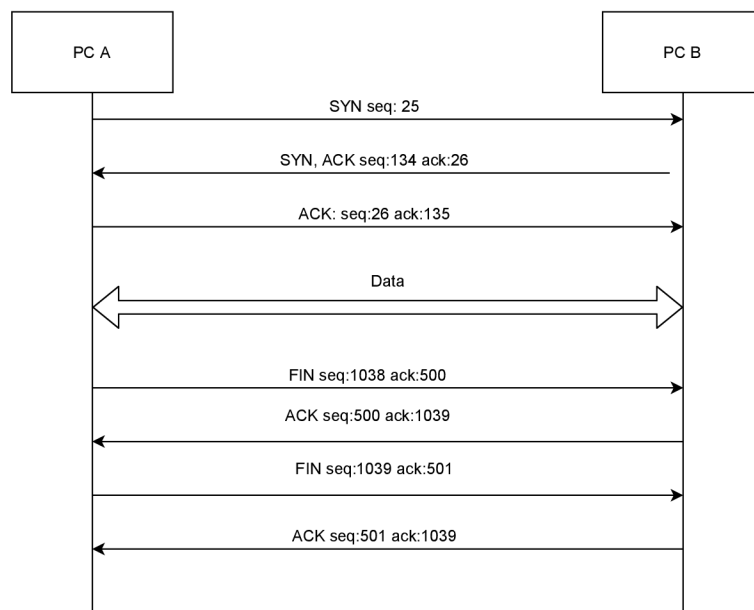 PC A
PC B
SYN seq: 25
SYN, ACK seq:134 ack:26
ACK: seq:26 ack:135
Data
FIN seq:1038 ack:500
ACK seq:500 ack:1039
FIN seq:1039 ack:501
ACK seq:501 ack:1039